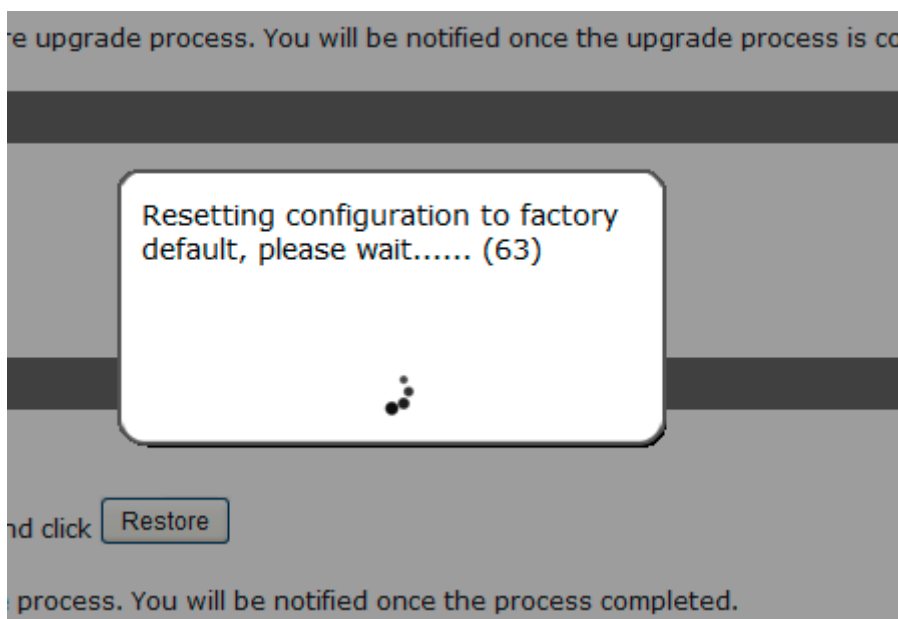 e upgrade process. You will be notified once the upgrade process is co
Resetting configuration to factory
default, please wait...... (63)
nd click Restore
process. You will be notified once the process completed.